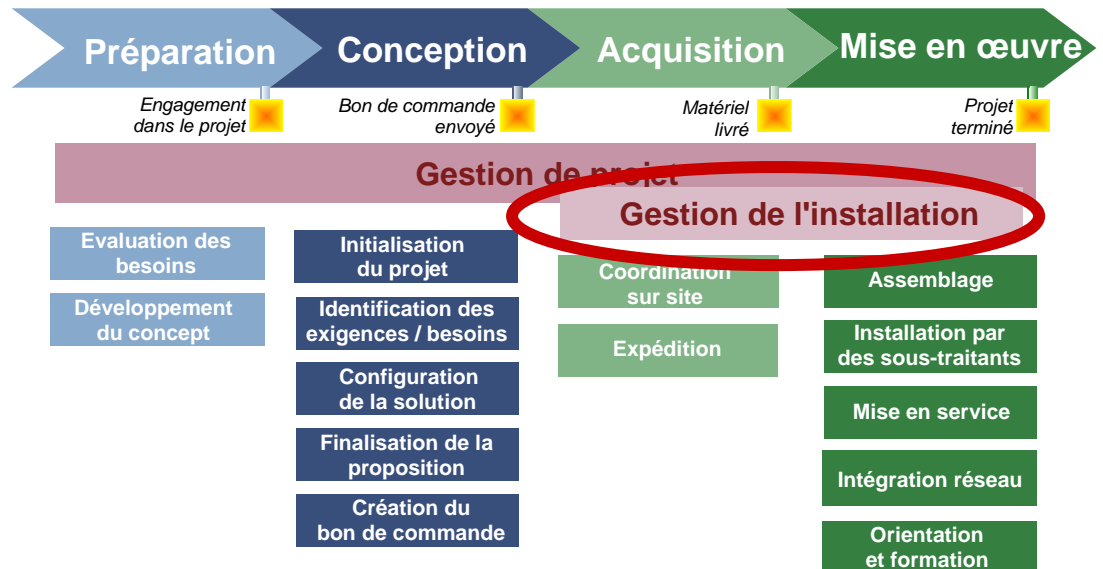 Préparation
Conception
Acquisition
Mise en œuvre
Engagement
dans le projet
Bon de commande
envoyé
Matériel
livré
Projet
terminé
Gestion de projet
Gestion de l'installation
Evaluation des
besoins
Développement
du concept
Initialisation
du projet
Identification des
exigences / besoins
Configuration
de la solution
Finalisation de la
proposition
Création du
bon de commande
Coordination
sur site
Expédition
Assemblage
Installation par
des sous-traitants
Mise en service
Intégration réseau
Orientation
et formation